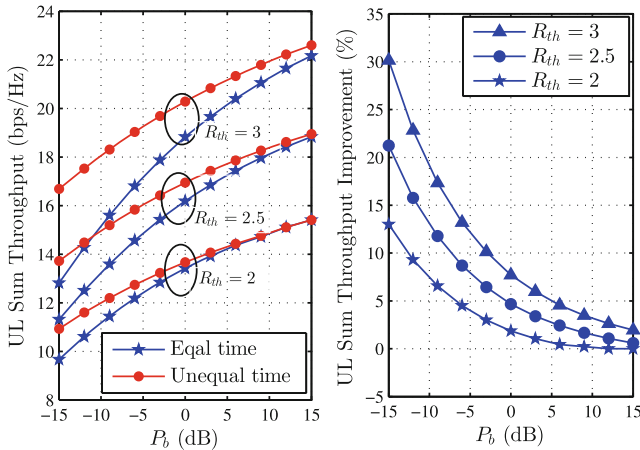 UL Sum Throughput (bps/Hz)
24
22
20
18
16
14
12
10
8
−15
−10
−5
0
5
10
15
P_b (dB)
R_th = 3
R_th = 2.5
R_th = 2
Eqal time
Unequal time
UL Sum Throughput Improvement (%)
35
30
25
20
15
10
5
0
−5
−15
−10
−5
0
5
10
15
P_b (dB)
R_th = 3
R_th = 2.5
R_th = 2